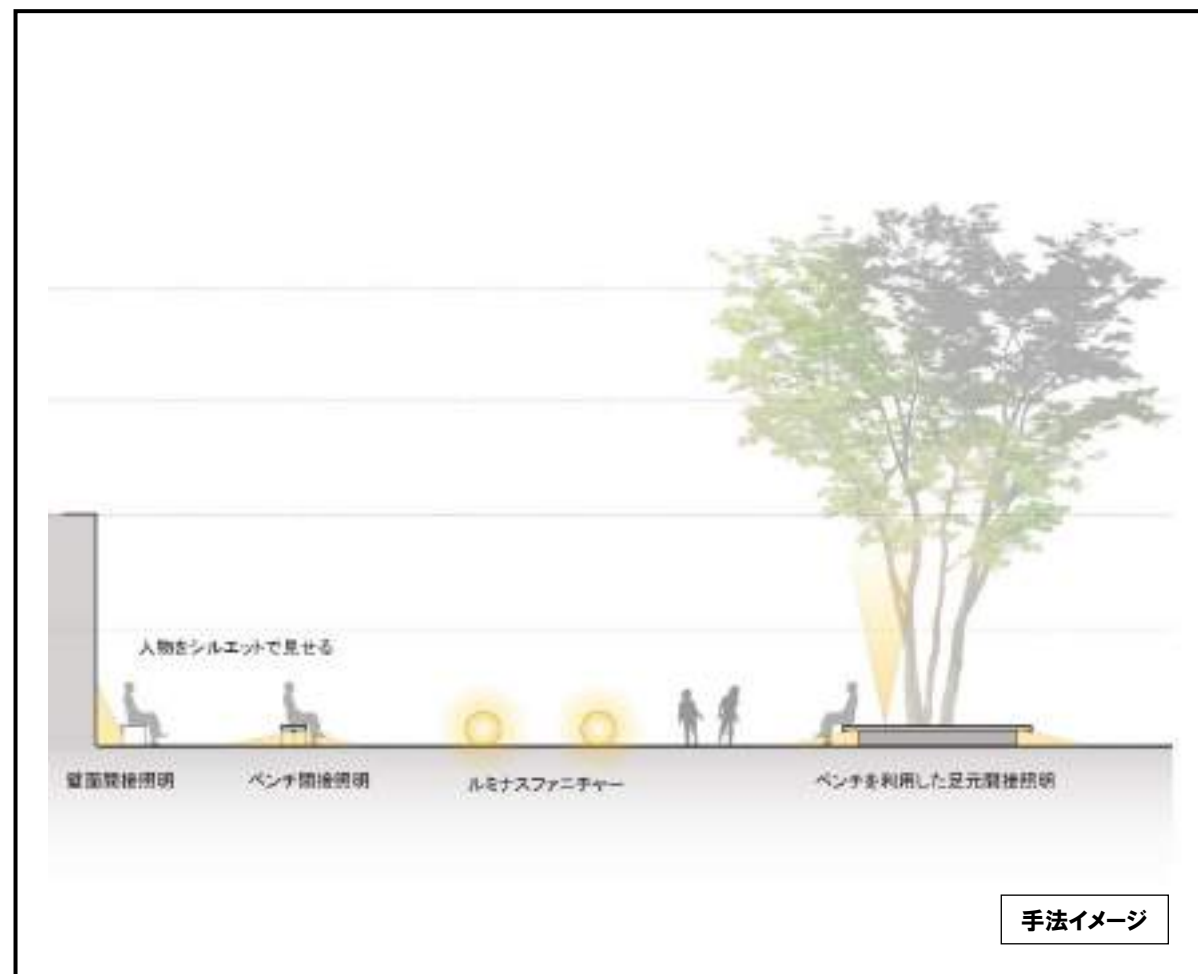 人物をシルエットで見せる
壁面間接照明
ベンチ間接照明
ルミナスファニチャー
ベンチを利用した足元間接照明
手法イメージ